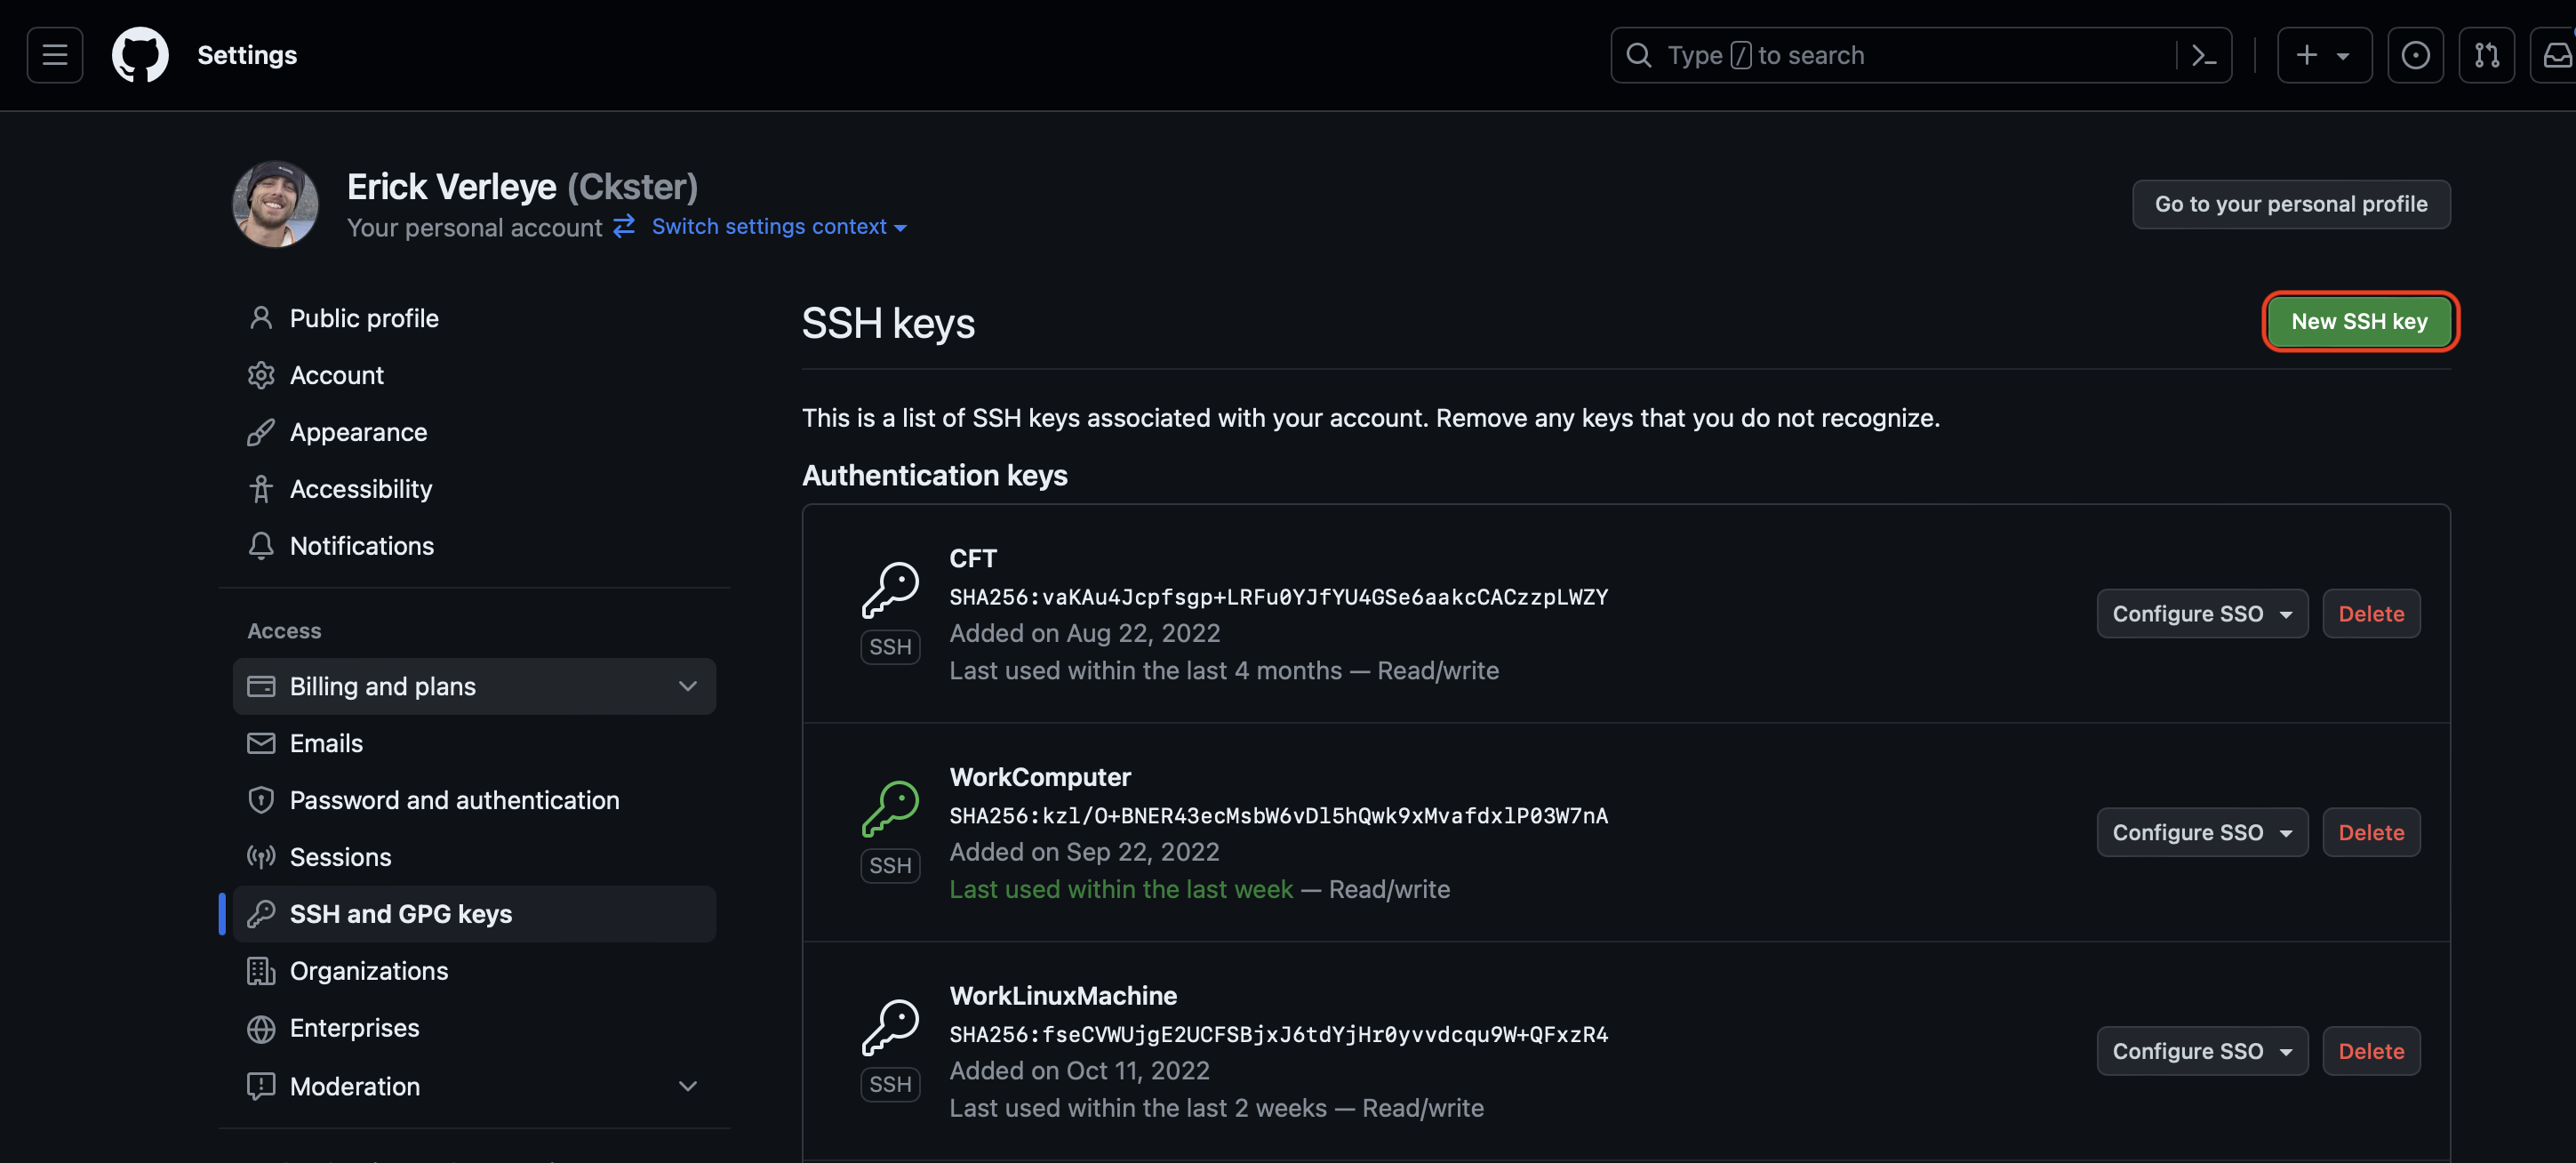 Settings
Type / to search
Erick Verleye (Ckster)
Your personal account Switch settings context
Go to your personal profile
Public profile
Account
Appearance
Accessibility
Notifications
Access
Billing and plans
Emails
Password and authentication
Sessions
SSH and GPG keys
Organizations
Enterprises
Moderation
SSH keys
New SSH key
This is a list of SSH keys associated with your account. Remove any keys that you do not recognize.
Authentication keys
CFT
SHA256:vaKAu4Jcpfsgp+LRFu0YJfYU4GSe6aakcCACzzpLWZY
Added on Aug 22, 2022
Last used within the last 4 months — Read/write
SSH
Configure SSO
Delete
WorkComputer
SHA256:kzl/O+BNER43ecMsbW6vDl5hQwk9xMvafdxlP03W7nA
Added on Sep 22, 2022
Last used within the last week — Read/write
SSH
Configure SSO
Delete
WorkLinuxMachine
SHA256:fseCVWUjgE2UCFSBjxJ6tdYjHr0yvvdcqu9W+QFxzR4
Added on Oct 11, 2022
Last used within the last 2 weeks — Read/write
SSH
Configure SSO
Delete